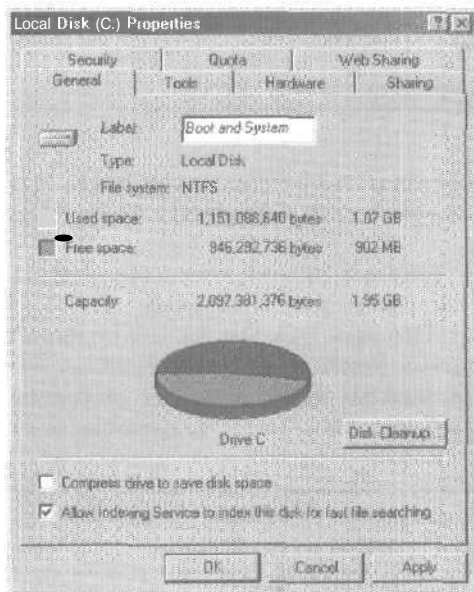 Local Disk (C.) Properties
Security Quota Web Sharing
General Tools Hardware Sharing
Label: Boot and System
Type: Local Disk
File system: NTFS
Used space: 1,151,088,640 bytes 1.07 GB
Free space: 946,292,736 bytes 902 MB
Capacity: 2,097,381,376 bytes 1.95 GB
Drive C
Disk Cleanup
Compress drive to save disk space
Allow Indexing Service to index this disk for fast file searching
OK Cancel Apply